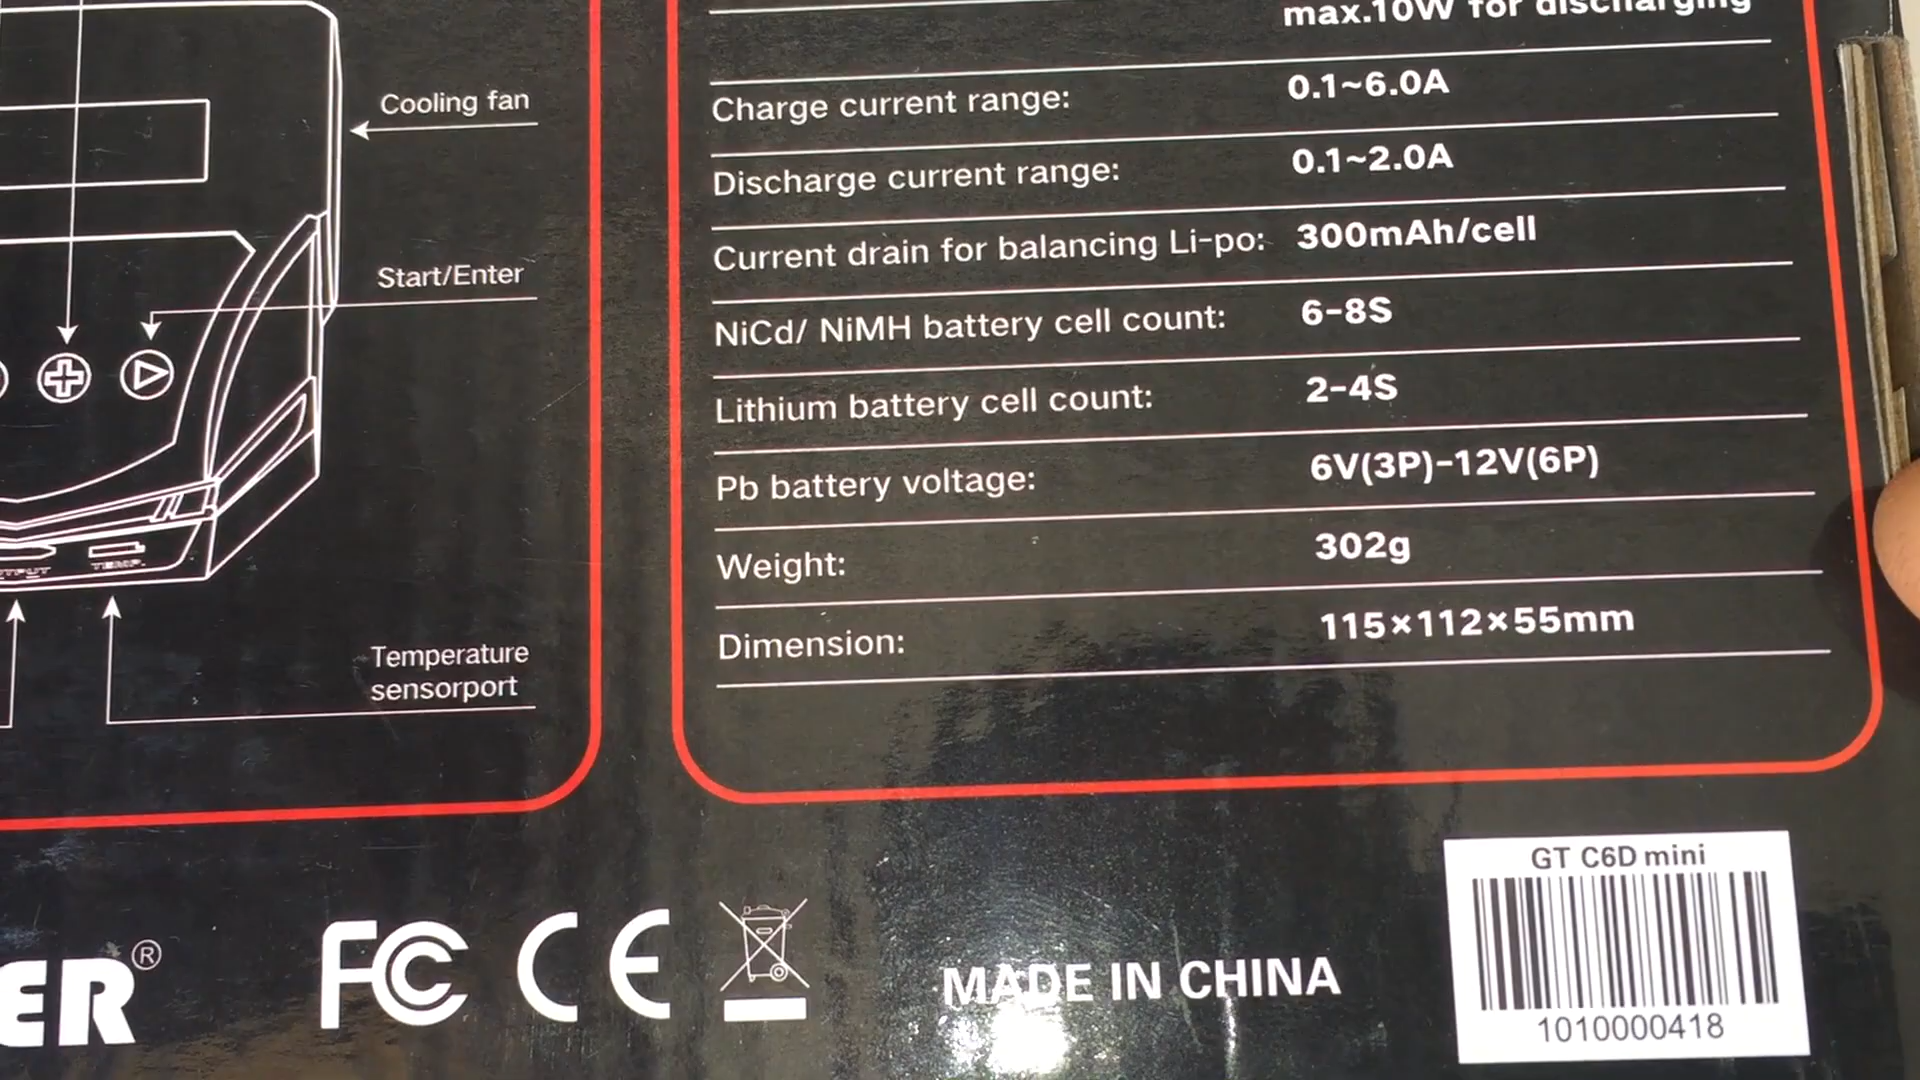 Cooling fan
Start/Enter
TEMP.
Temperature
sensorport
max.10W for discharging
Charge current range: 0.1~6.0A
Discharge current range: 0.1~2.0A
Current drain for balancing Li-po: 300mAh/cell
NiCd/ NiMH battery cell count: 6-8S
Lithium battery cell count: 2-4S
Pb battery voltage: 6V(3P)-12V(6P)
Weight: 302g
Dimension: 115×112×55mm
ER®
FC CE
MADE IN CHINA
GT C6D mini
1010000418